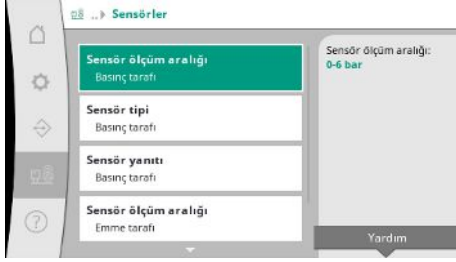 ..▸ Sensörler
Sensör ölçüm aralığı
Basınç tarafı
Sensör tipi
Basınç tarafı
Sensör yanıtı
Basınç tarafı
Sensör ölçüm aralığı
Emme tarafı
Sensör ölçüm aralığı:
0-6 bar
?
Yardım